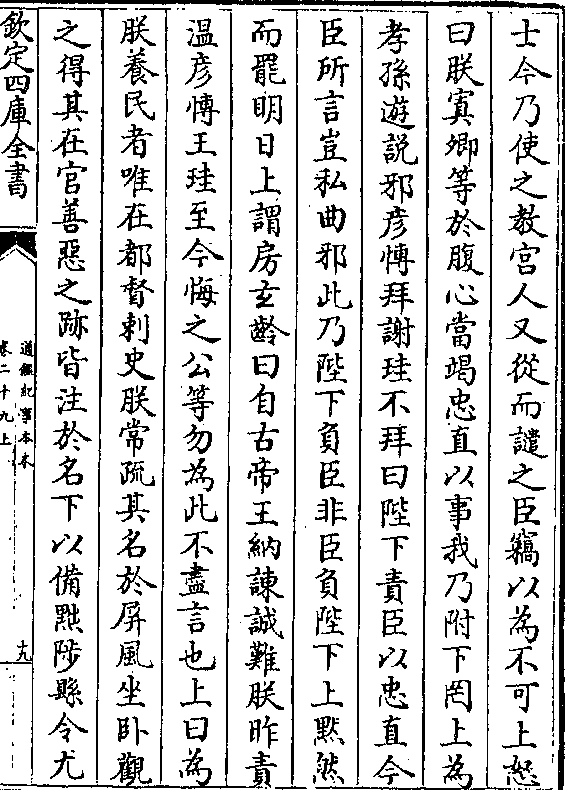 士今乃使之教宫人又從而譴之臣竊以為不可上怒
曰朕寘卿等於腹心當竭忠直以事我乃附下罔上為
孝孫遊説邪彦愽拜謝珪不拜曰陛下責臣以忠直今
臣所言豈私曲邪此乃陛下負臣非臣負陛下上黙然
而罷明日上謂房玄齡曰自古帝王納諌誠難朕昨責
温彦愽王珪至今悔之公等勿為此不盡言也上曰為
朕養民者唯在都督刺史朕常疏其名於屏風坐卧觀
之得其在官善惡之跡皆注於名下以備黜陟縣令尤
欽定四庫全書
通鑑紀事本末
卷二十九上
十九